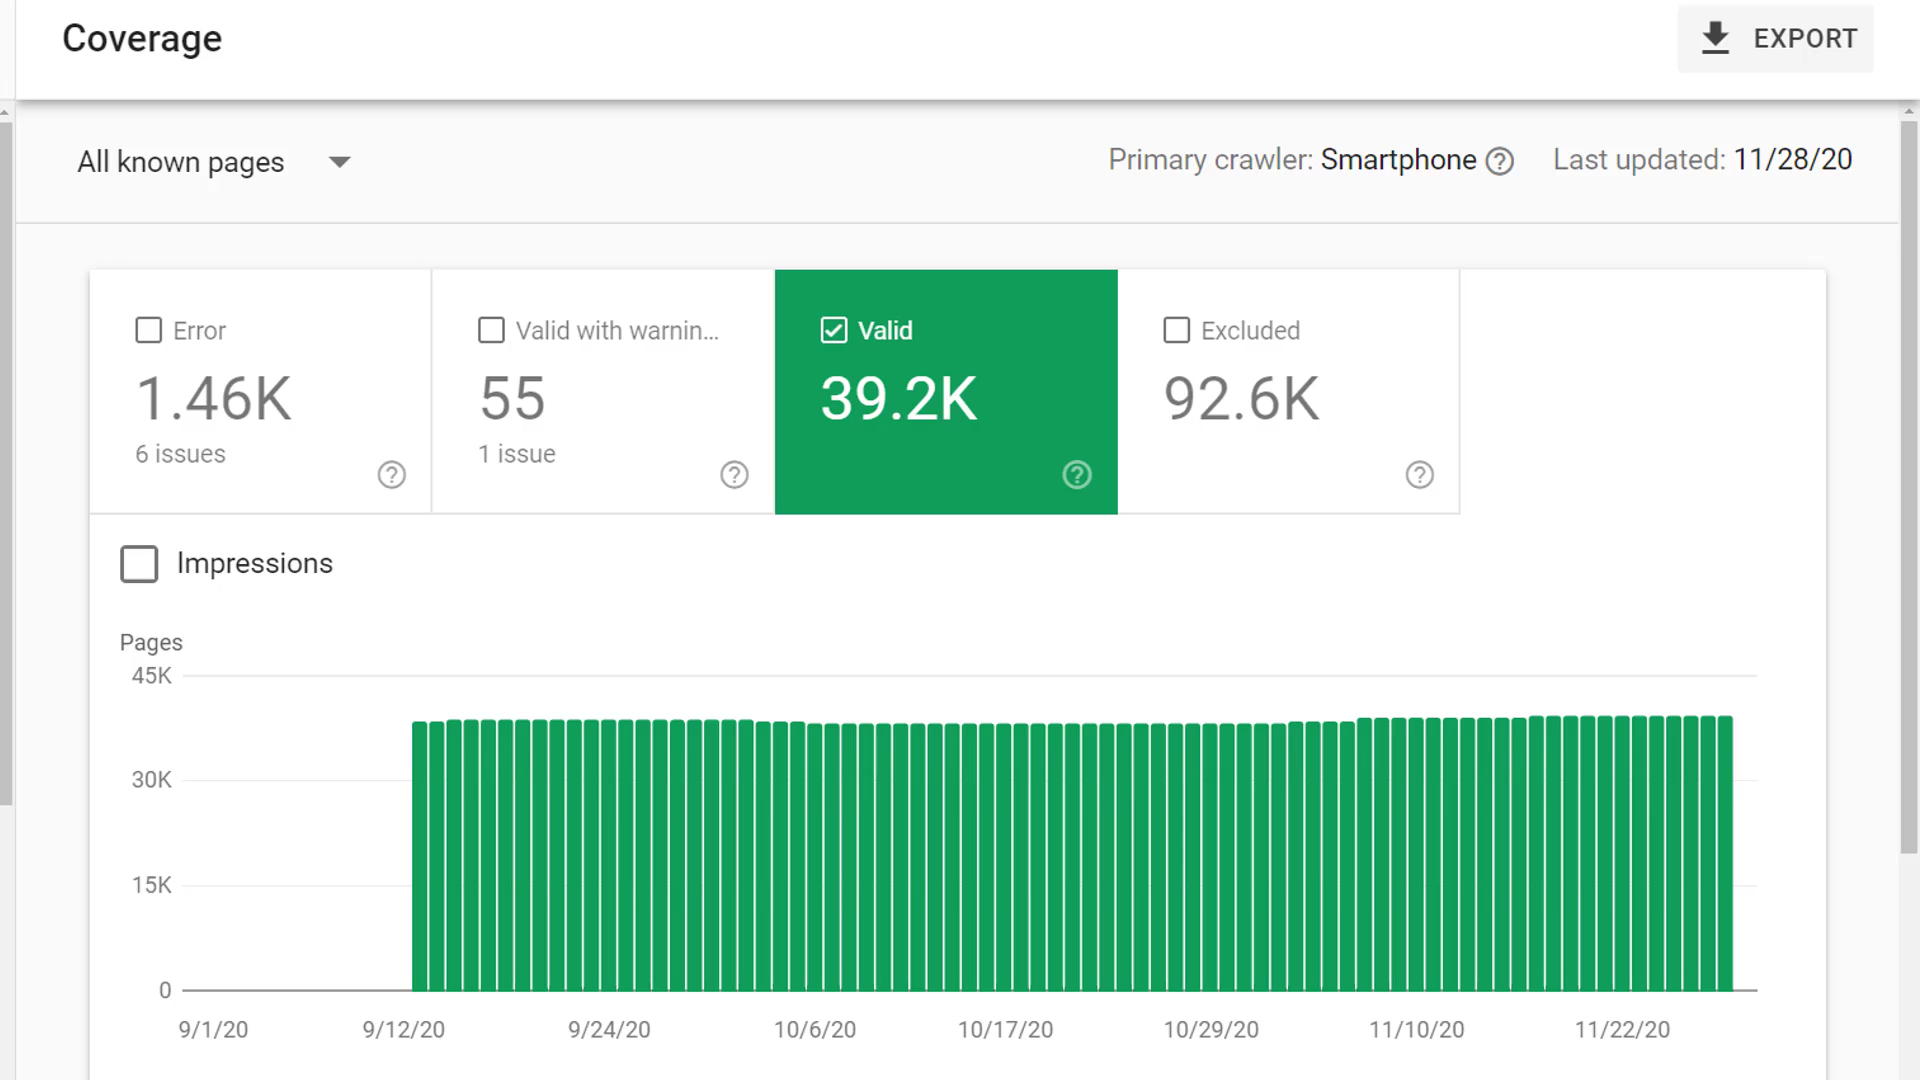 Coverage
EXPORT
All known pages
Primary crawler: Smartphone
Last updated: 11/28/20
Error
1.46K
6 issues
Valid with warnin...
55
1 issue
Valid
39.2K
Excluded
92.6K
Impressions
Pages
45K
30K
15K
0
9/1/20 9/12/20 9/24/20 10/6/20 10/17/20 10/29/20 11/10/20 11/22/20